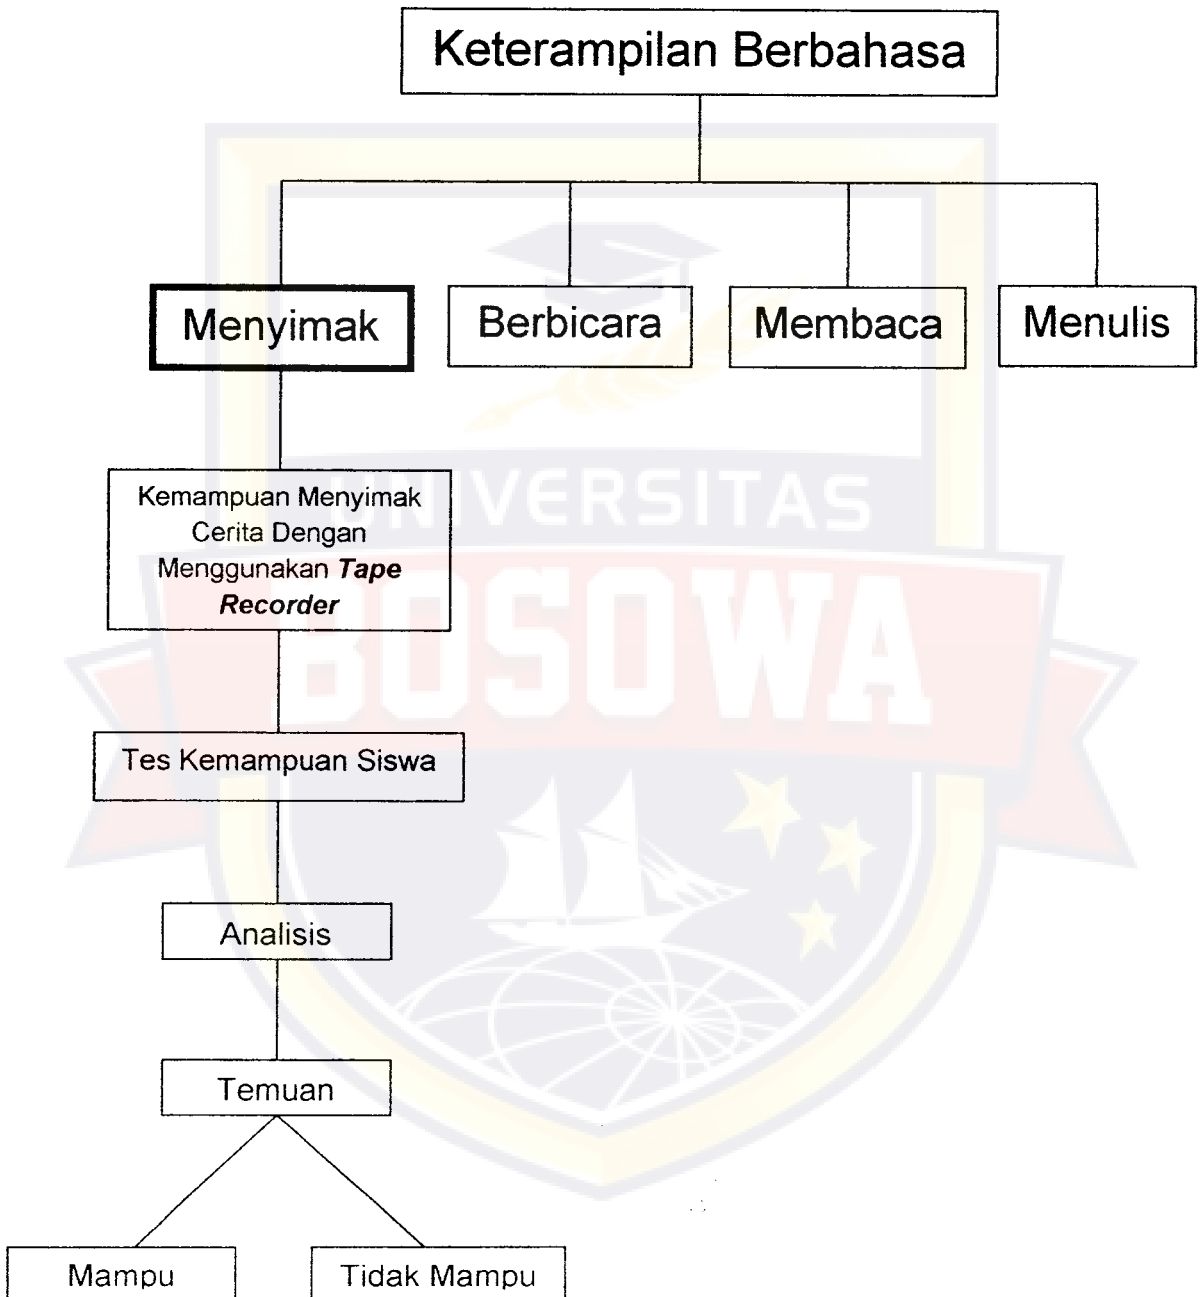 Keterampilan Berbahasa
Menyimak
Berbicara
Membaca
Menulis
Kemampuan Menyimak
Cerita Dengan
Menggunakan Tape
Recorder
UNIVERSITAS
BOSOWA
Tes Kemampuan Siswa
Analisis
Temuan
Mampu
Tidak Mampu